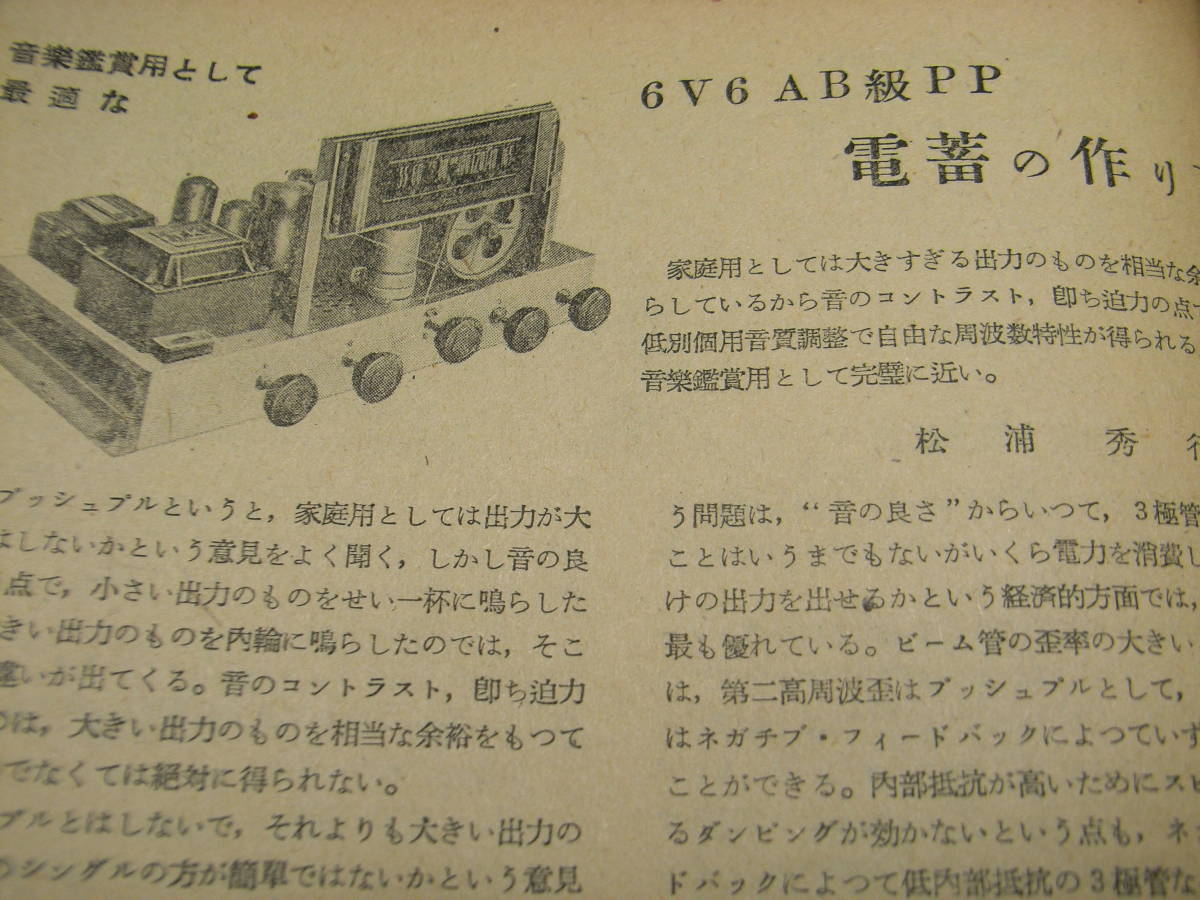 音樂鑑賞用として
最適な
6V6 AB級PP
電蓄の作り
家庭用としては大きすぎる出力のものを相当な余
らしているから音のコントラスト，卽ち迫力の点
低別個用音質調整で自由な周波数特性が得られる
音樂鑑賞用として完璧に近い。
松浦秀
プッシュプルというと，家庭用としては出力が大
はしないかという意見をよく聞く，しかし音の良
点で，小さい出力のものをせい一杯に鳴らした
きい出力のものを內輪に鳴らしたのでは，そこ
違いが出てくる。音のコントラスト，卽ち迫力
のは，大きい出力のものを相当な余裕をもつて
でなくては絶対に得られない。
プルとはしないで，それよりも大きい出力の
のシングルの方が簡單ではないかという意見
う問題は，“音の良さ”からいつて，3極管
ことはいうまでもないがいくら電力を消費し
けの出力を出せるかという経済的方面では，
最も優れている。ビーム管の歪率の大きい
は，第二高周波歪はプッシュプルとして，
はネガチブ・フィードバックによつていず
ことができる。內部抵抗が高いためにスピ
るダンピングが効かないという点も，ネ
ドバックによつて低內部抵抗の3極管な